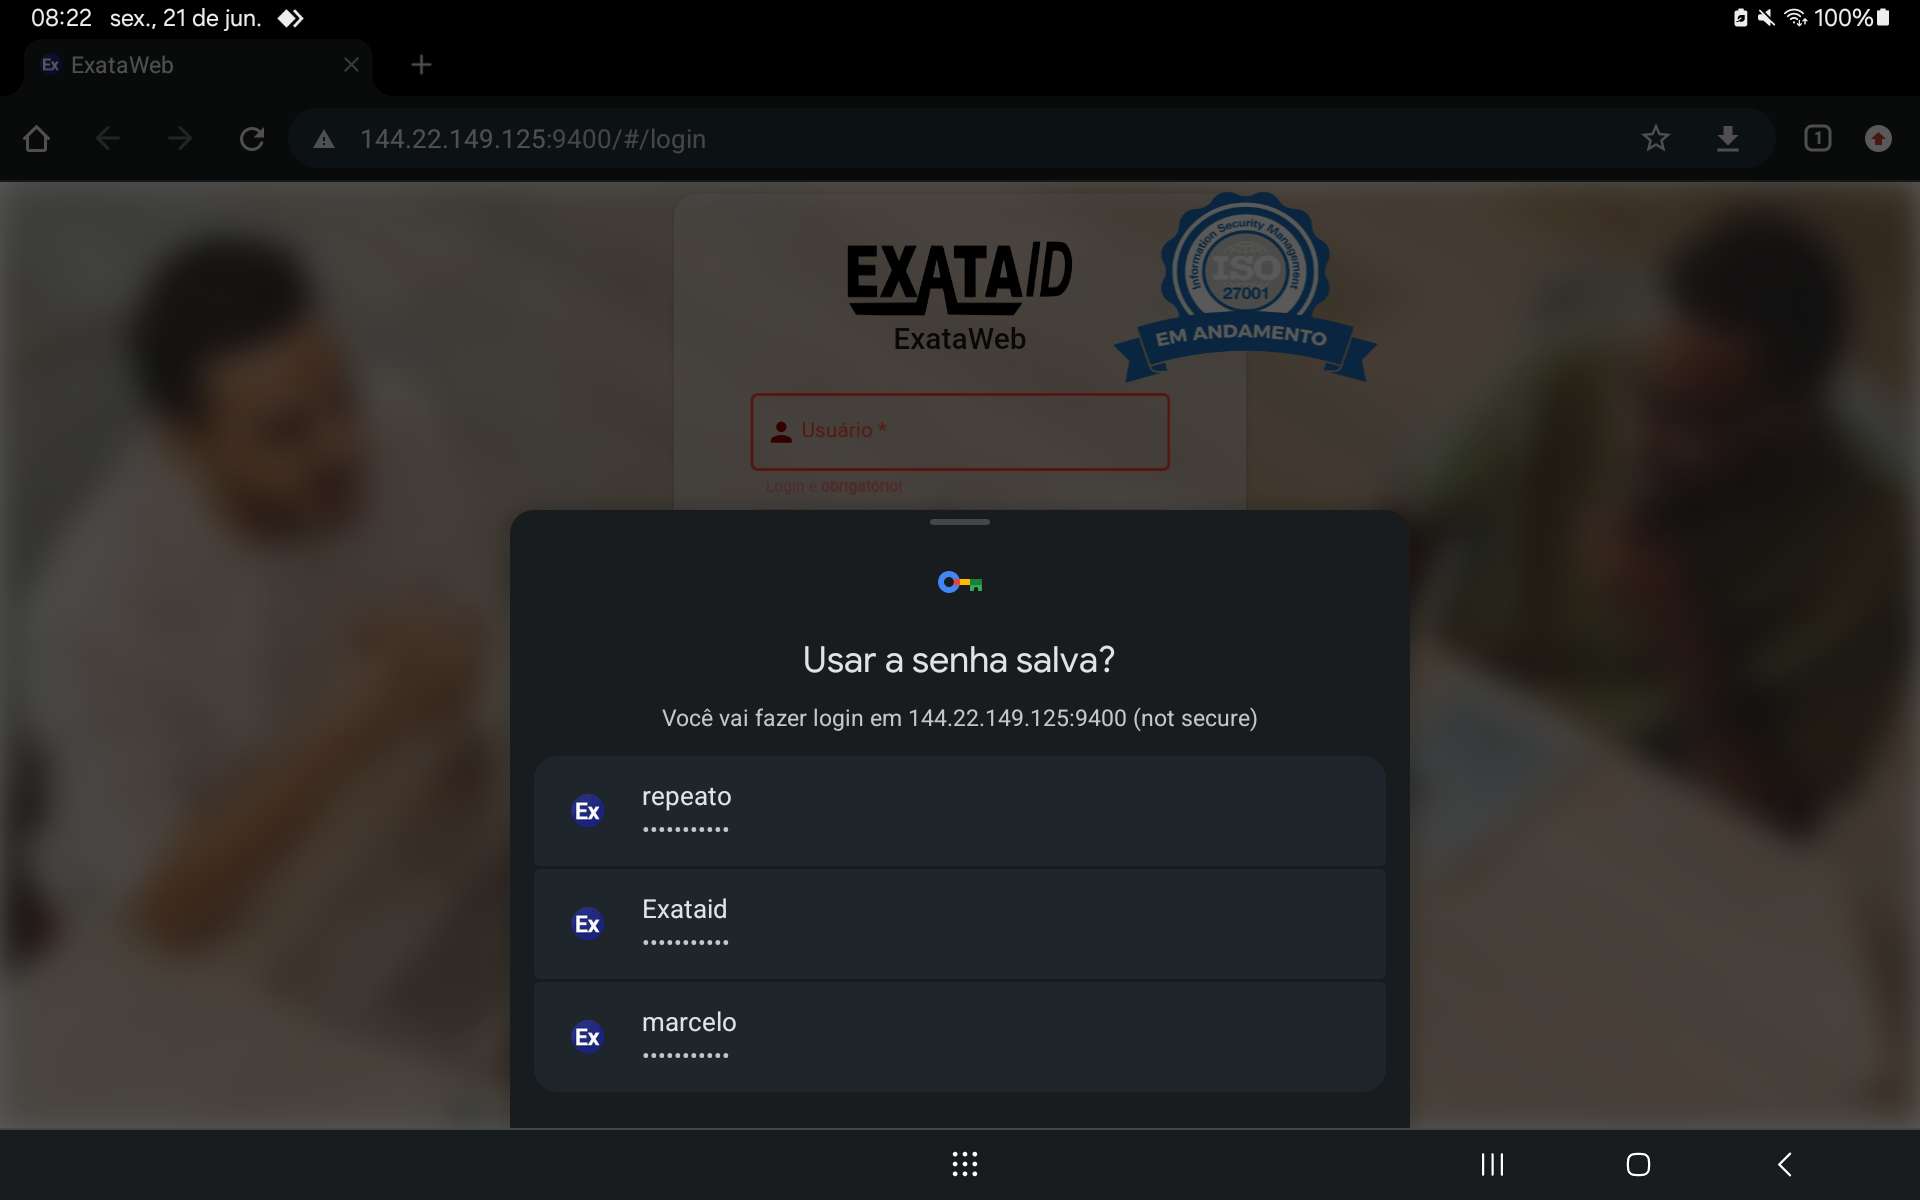 08:22 sex., 21 de jun.
100%
Ex ExataWeb
144.22.149.125:9400/#/login
1
EXATAID
ExataWeb
Information Security Management
ISO
27001
EM ANDAMENTO
Usuário *
Login é obrigatório!
Usar a senha salva?
Você vai fazer login em 144.22.149.125:9400 (not secure)
Ex
repeato
•••••••••••
Ex
Exataid
•••••••••••
Ex
marcelo
•••••••••••